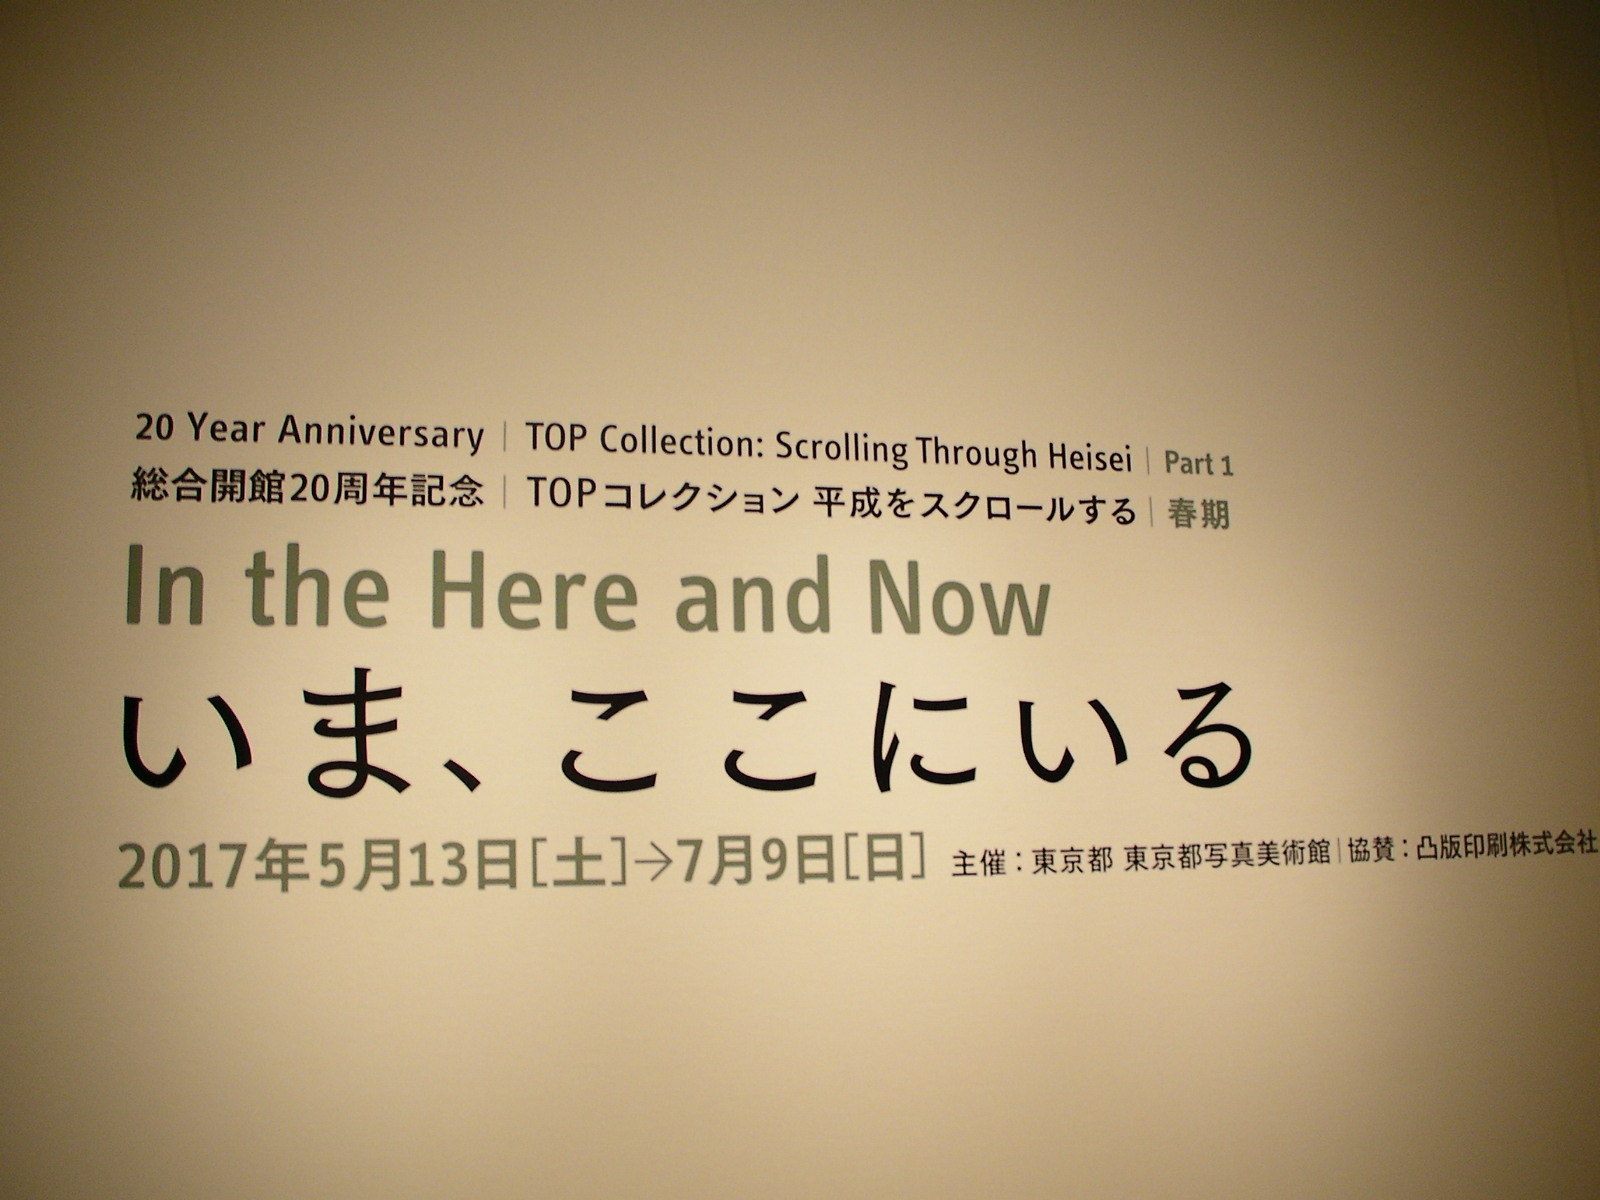 20 Year Anniversary | TOP Collection: Scrolling Through Heisei | Part 1
総合開館20周年記念 | TOPコレクション 平成をスクロールする | 春期
In the Here and Now
いま、ここにいる
2017年5月13日[土]→7月9日[日] 主催：東京都 東京都写真美術館 | 協賛：凸版印刷株式会社